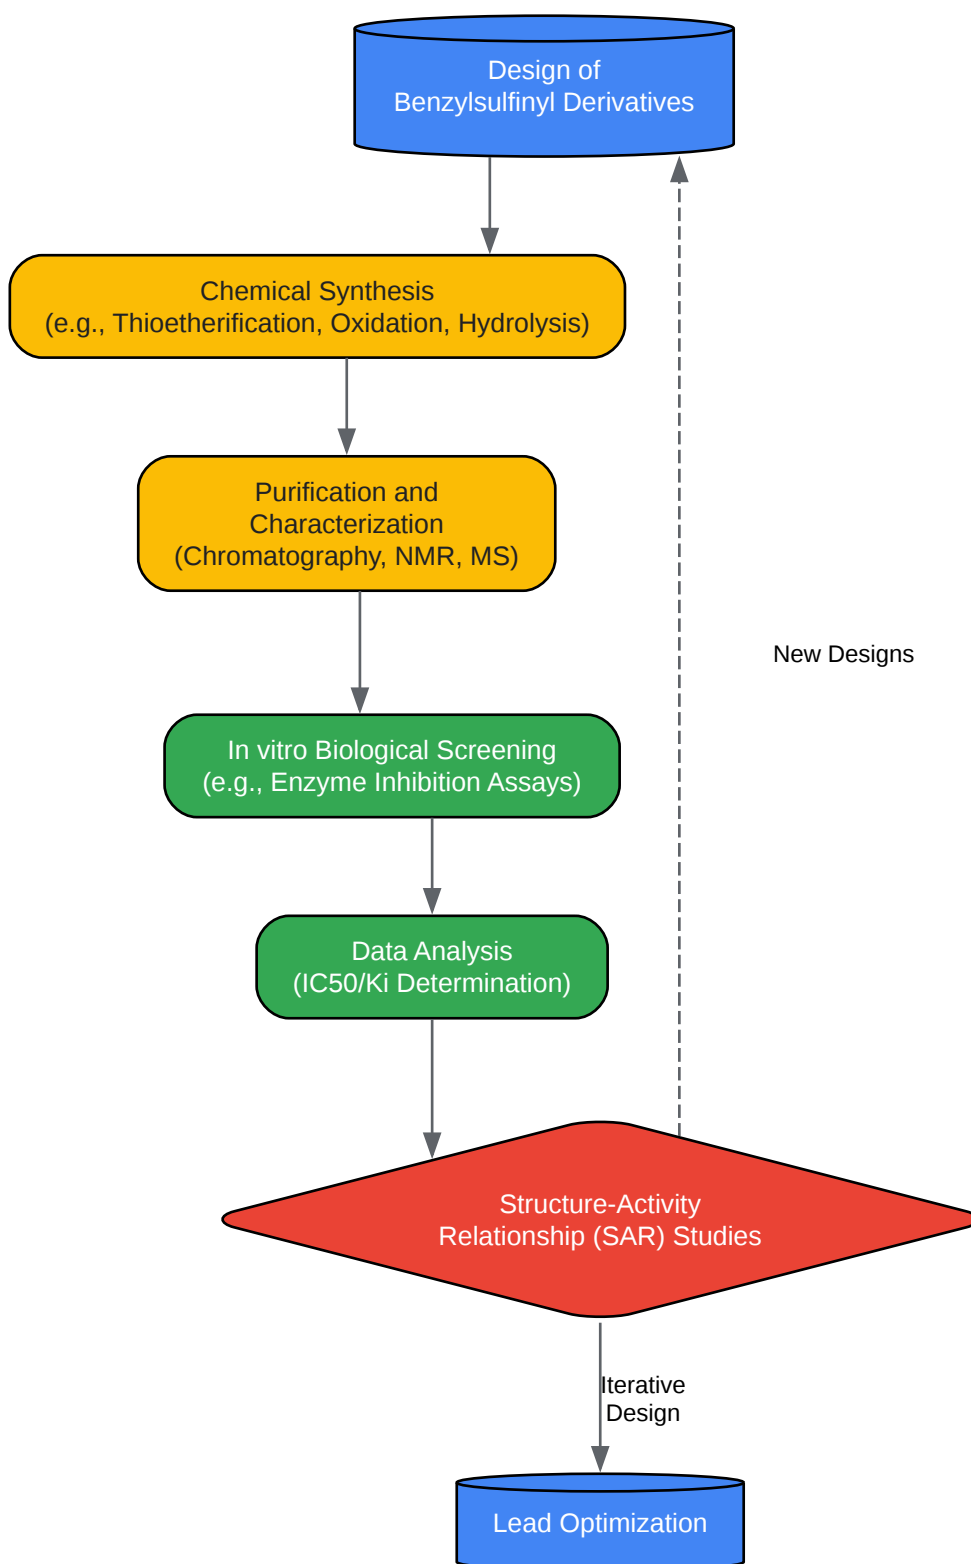 Design of
Benzylsulfinyl Derivatives
Chemical Synthesis
(e.g., Thioetherification, Oxidation, Hydrolysis)
Purification and
Characterization
(Chromatography, NMR, MS)
New Designs
In vitro Biological Screening
(e.g., Enzyme Inhibition Assays)
Data Analysis
(IC50/Ki Determination)
Structure-Activity
Relationship (SAR) Studies
Iterative
Design
Lead Optimization